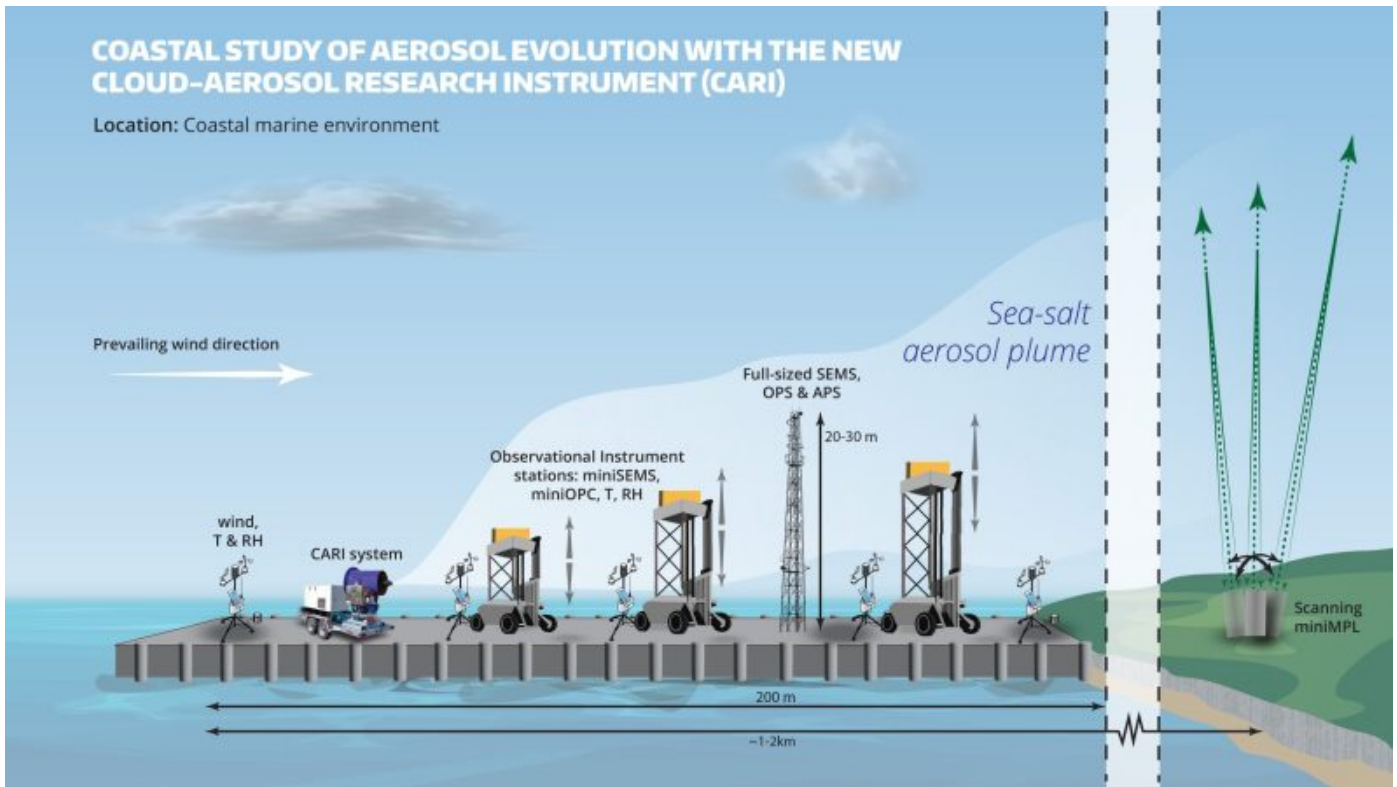 COASTAL STUDY OF AEROSOL EVOLUTION WITH THE NEW
CLOUD-AEROSOL RESEARCH INSTRUMENT (CARI)
Location: Coastal marine environment
Prevailing wind direction
Sea-salt
aerosol plume
Full-sized SEMS,
OPS & APS
20-30 m
Observational Instrument
stations: miniSEMS,
miniOPC, T, RH
wind,
T & RH
CARI system
Scanning
miniMPL
200 m
~1-2km